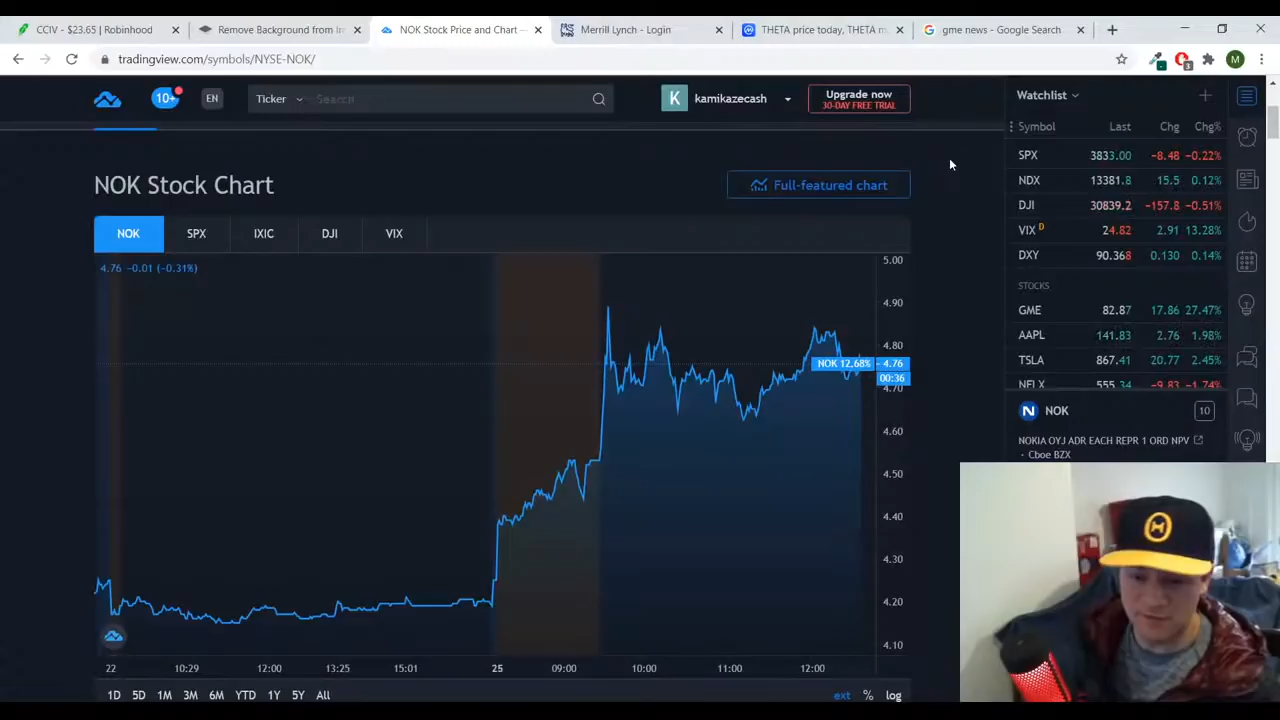 CCIV - $23.65 | Robinhood
Remove Background from Im
NOK Stock Price and Chart —
Merrill Lynch - Login
THETA price today, THETA m
gme news - Google Search
tradingview.com/symbols/NYSE-NOK/
3
M
10+
EN
Ticker
Search
K
kamikazecash
Upgrade now
30-DAY FREE TRIAL
NOK Stock Chart
Full-featured chart
NOK SPX IXIC DJI VIX
4.76 −0.01 (−0.31%)
5.00
4.90
4.80
NOK 12.68% 4.76
00:36
4.70
4.60
4.50
4.40
4.30
4.20
4.10
22 10:29 12:00 13:25 15:01 25 09:00 10:00 11:00 12:00
1D 5D 1M 3M 6M YTD 1Y 5Y All
ext % log
Watchlist
Symbol Last Chg Chg%
SPX 3833.00 −8.48 −0.22%
NDX 13381.8 15.5 0.12%
DJI 30839.2 −157.8 −0.51%
VIX D 24.82 2.91 13.28%
DXY 90.368 0.130 0.14%
STOCKS
GME 82.87 17.86 27.47%
AAPL 141.83 2.76 1.98%
TSLA 867.41 20.77 2.45%
NFLX 555.34 −9.83 −1.74%
NOK
10
NOKIA OYJ ADR EACH REPR 1 ORD NPV
• Cboe BZX